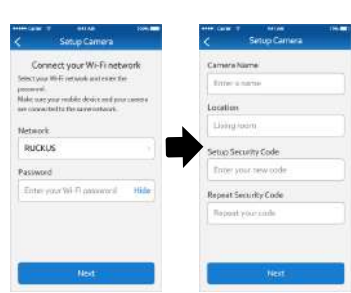 Setup Camera
Connect your Wi-Fi network
Select your Wi-Fi network and enter the
password.
Make sure your mobile device and your camera
are connected to the same network.
Network
RUCKUS
Password
Enter your Wi-Fi password Hide
Next
Setup Camera
Camera Name
Enter a name
Location
Living room
Setup Security Code
Enter your new code
Repeat Security Code
Repeat your code
Next